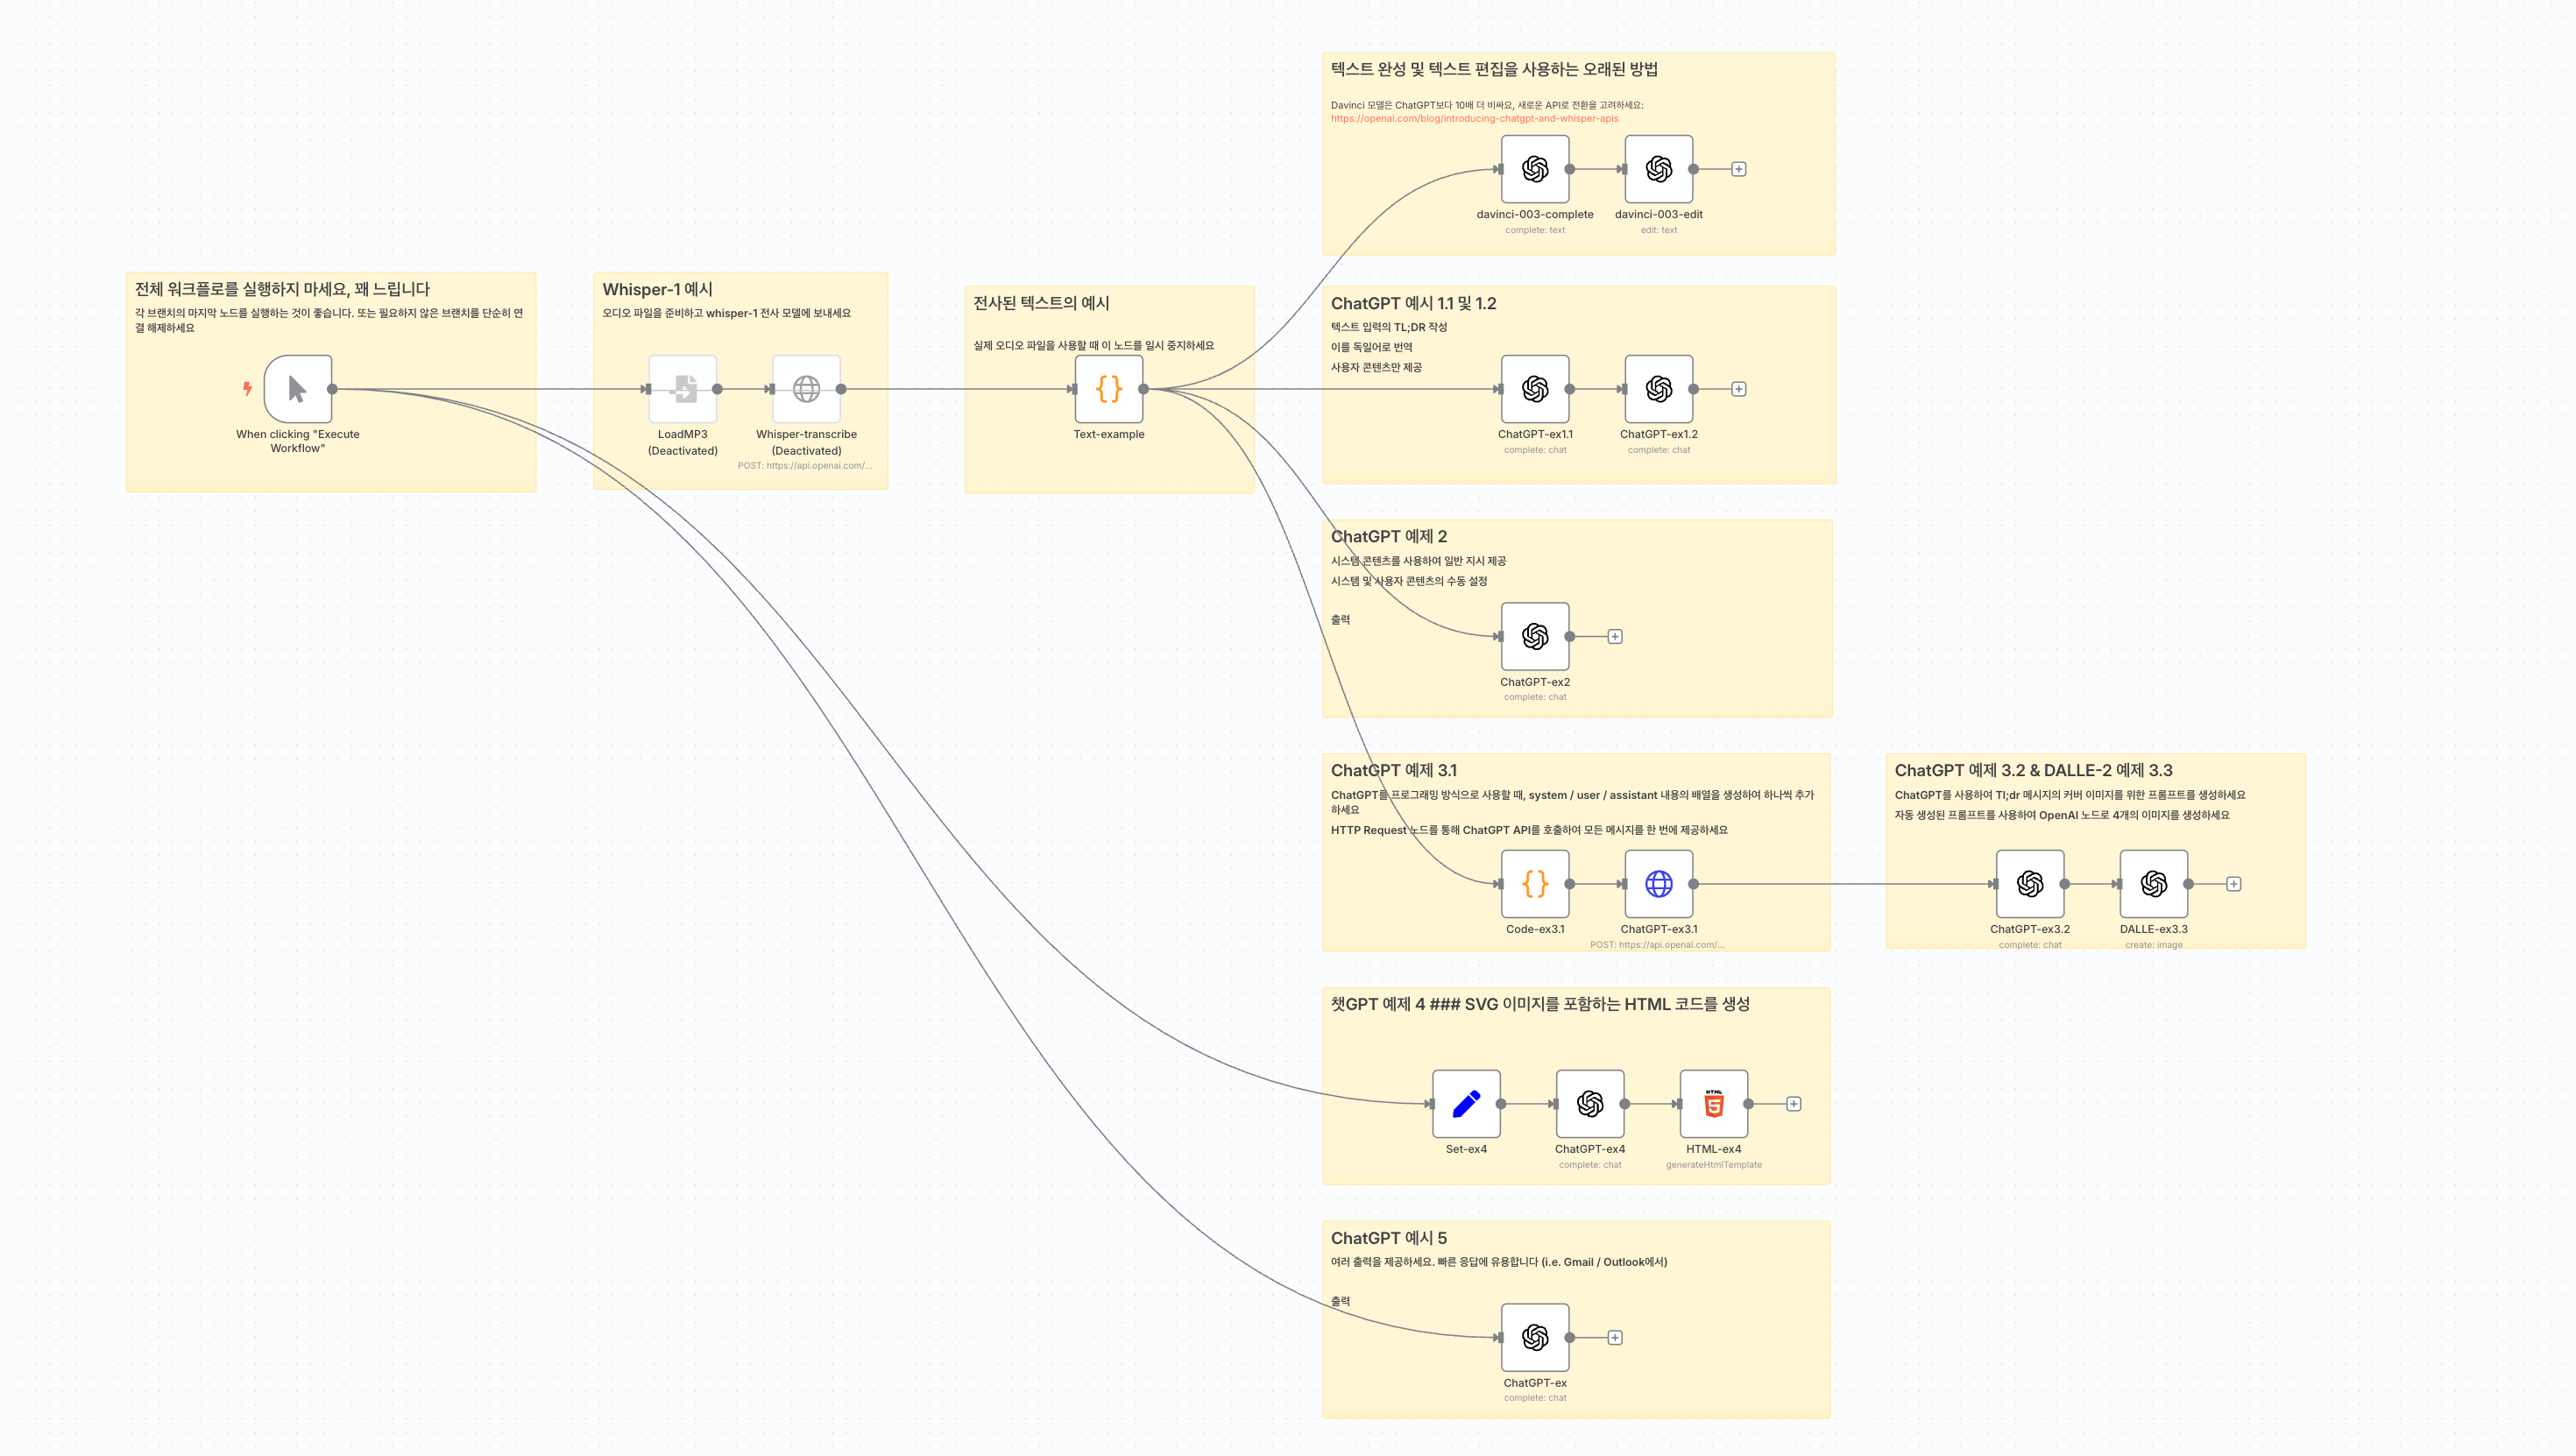 텍스트 완성 및 텍스트 편집을 사용하는 오래된 방법
Davinci 모델은 ChatGPT보다 10배 더 비싸요, 새로운 API로 전환을 고려하세요:
https://openai.com/blog/introducing-chatgpt-and-whisper-apis
davinci-003-complete
complete: text
davinci-003-edit
edit: text
전체 워크플로를 실행하지 마세요, 꽤 느립니다
각 브랜치의 마지막 노드를 실행하는 것이 좋습니다. 또는 필요하지 않은 브랜치를 단순히 연
결 해제하세요
When clicking "Execute
Workflow"
Whisper-1 예시
오디오 파일을 준비하고 whisper-1 전사 모델에 보내세요
LoadMP3
(Deactivated)
Whisper-transcribe
(Deactivated)
POST: https://api.openai.com/...
전사된 텍스트의 예시
실제 오디오 파일을 사용할 때 이 노드를 일시 중지하세요
Text-example
ChatGPT 예시 1.1 및 1.2
텍스트 입력의 TL;DR 작성
이를 독일어로 번역
사용자 콘텐츠만 제공
ChatGPT-ex1.1
complete: chat
ChatGPT-ex1.2
complete: chat
ChatGPT 예제 2
시스템 콘텐츠를 사용하여 일반 지시 제공
시스템 및 사용자 콘텐츠의 수동 설정
출력
ChatGPT-ex2
complete: chat
ChatGPT 예제 3.1
ChatGPT를 프로그래밍 방식으로 사용할 때, system / user / assistant 내용의 배열을 생성하여 하나씩 추가
하세요
HTTP Request 노드를 통해 ChatGPT API를 호출하여 모든 메시지를 한 번에 제공하세요
Code-ex3.1
ChatGPT-ex3.1
POST: https://api.openai.com/...
ChatGPT 예제 3.2 & DALLE-2 예제 3.3
ChatGPT를 사용하여 Tl;dr 메시지의 커버 이미지를 위한 프롬프트를 생성하세요
자동 생성된 프롬프트를 사용하여 OpenAI 노드로 4개의 이미지를 생성하세요
ChatGPT-ex3.2
complete: chat
DALLE-ex3.3
create: image
챗GPT 예제 4 ### SVG 이미지를 포함하는 HTML 코드를 생성
Set-ex4
ChatGPT-ex4
complete: chat
HTML
HTML-ex4
generateHtmlTemplate
ChatGPT 예시 5
여러 출력을 제공하세요. 빠른 응답에 유용합니다 (i.e. Gmail / Outlook에서)
출력
ChatGPT-ex
complete: chat